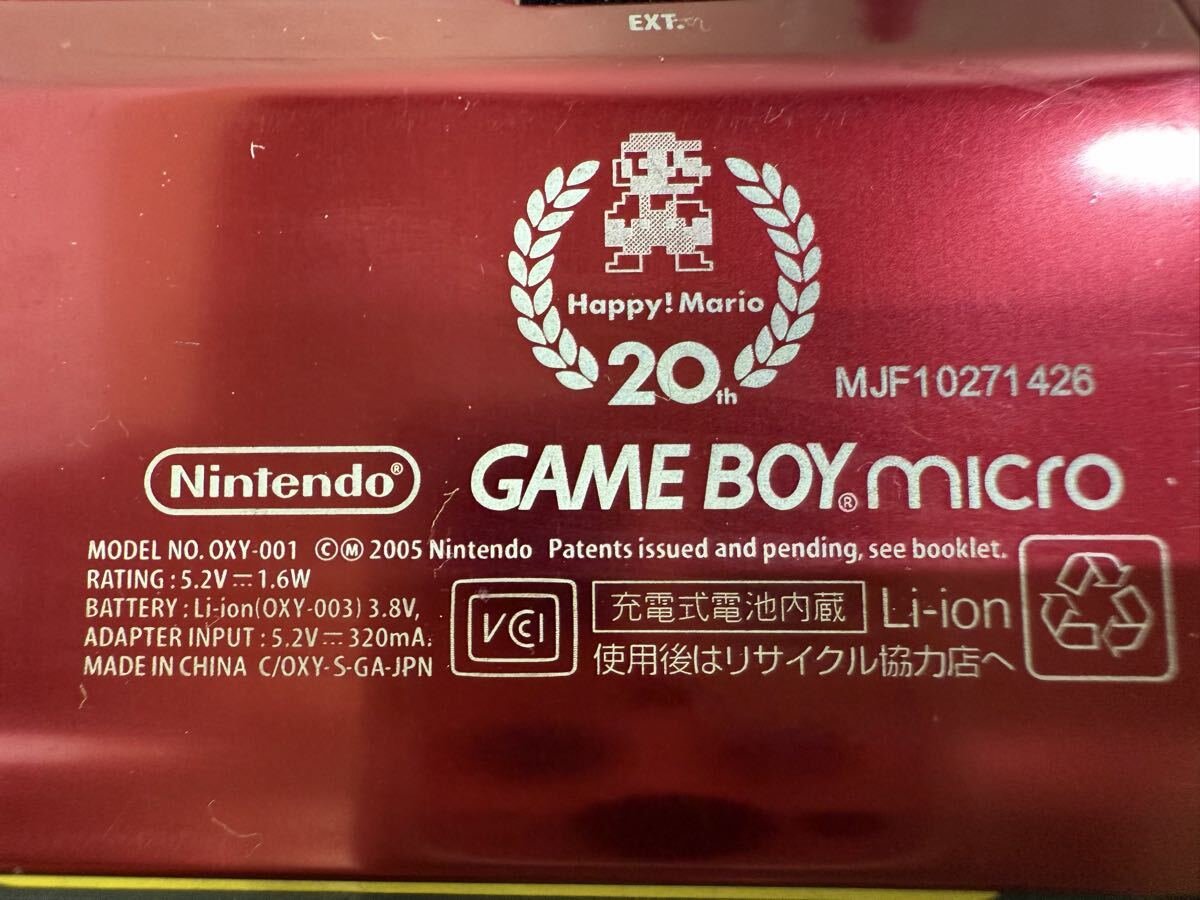 EXT.
Happy! Mario
20th
MJF10271426
Nintendo®
GAME BOY® micro
MODEL NO. OXY-001 ©Ⓜ 2005 Nintendo Patents issued and pending, see booklet.
RATING : 5.2V⎓1.6W
BATTERY : Li-ion(OXY-003) 3.8V,
ADAPTER INPUT : 5.2V⎓320mA.
MADE IN CHINA C/OXY-S-GA-JPN
VCI
充電式電池内蔵 Li-ion
使用後はリサイクル協力店へ